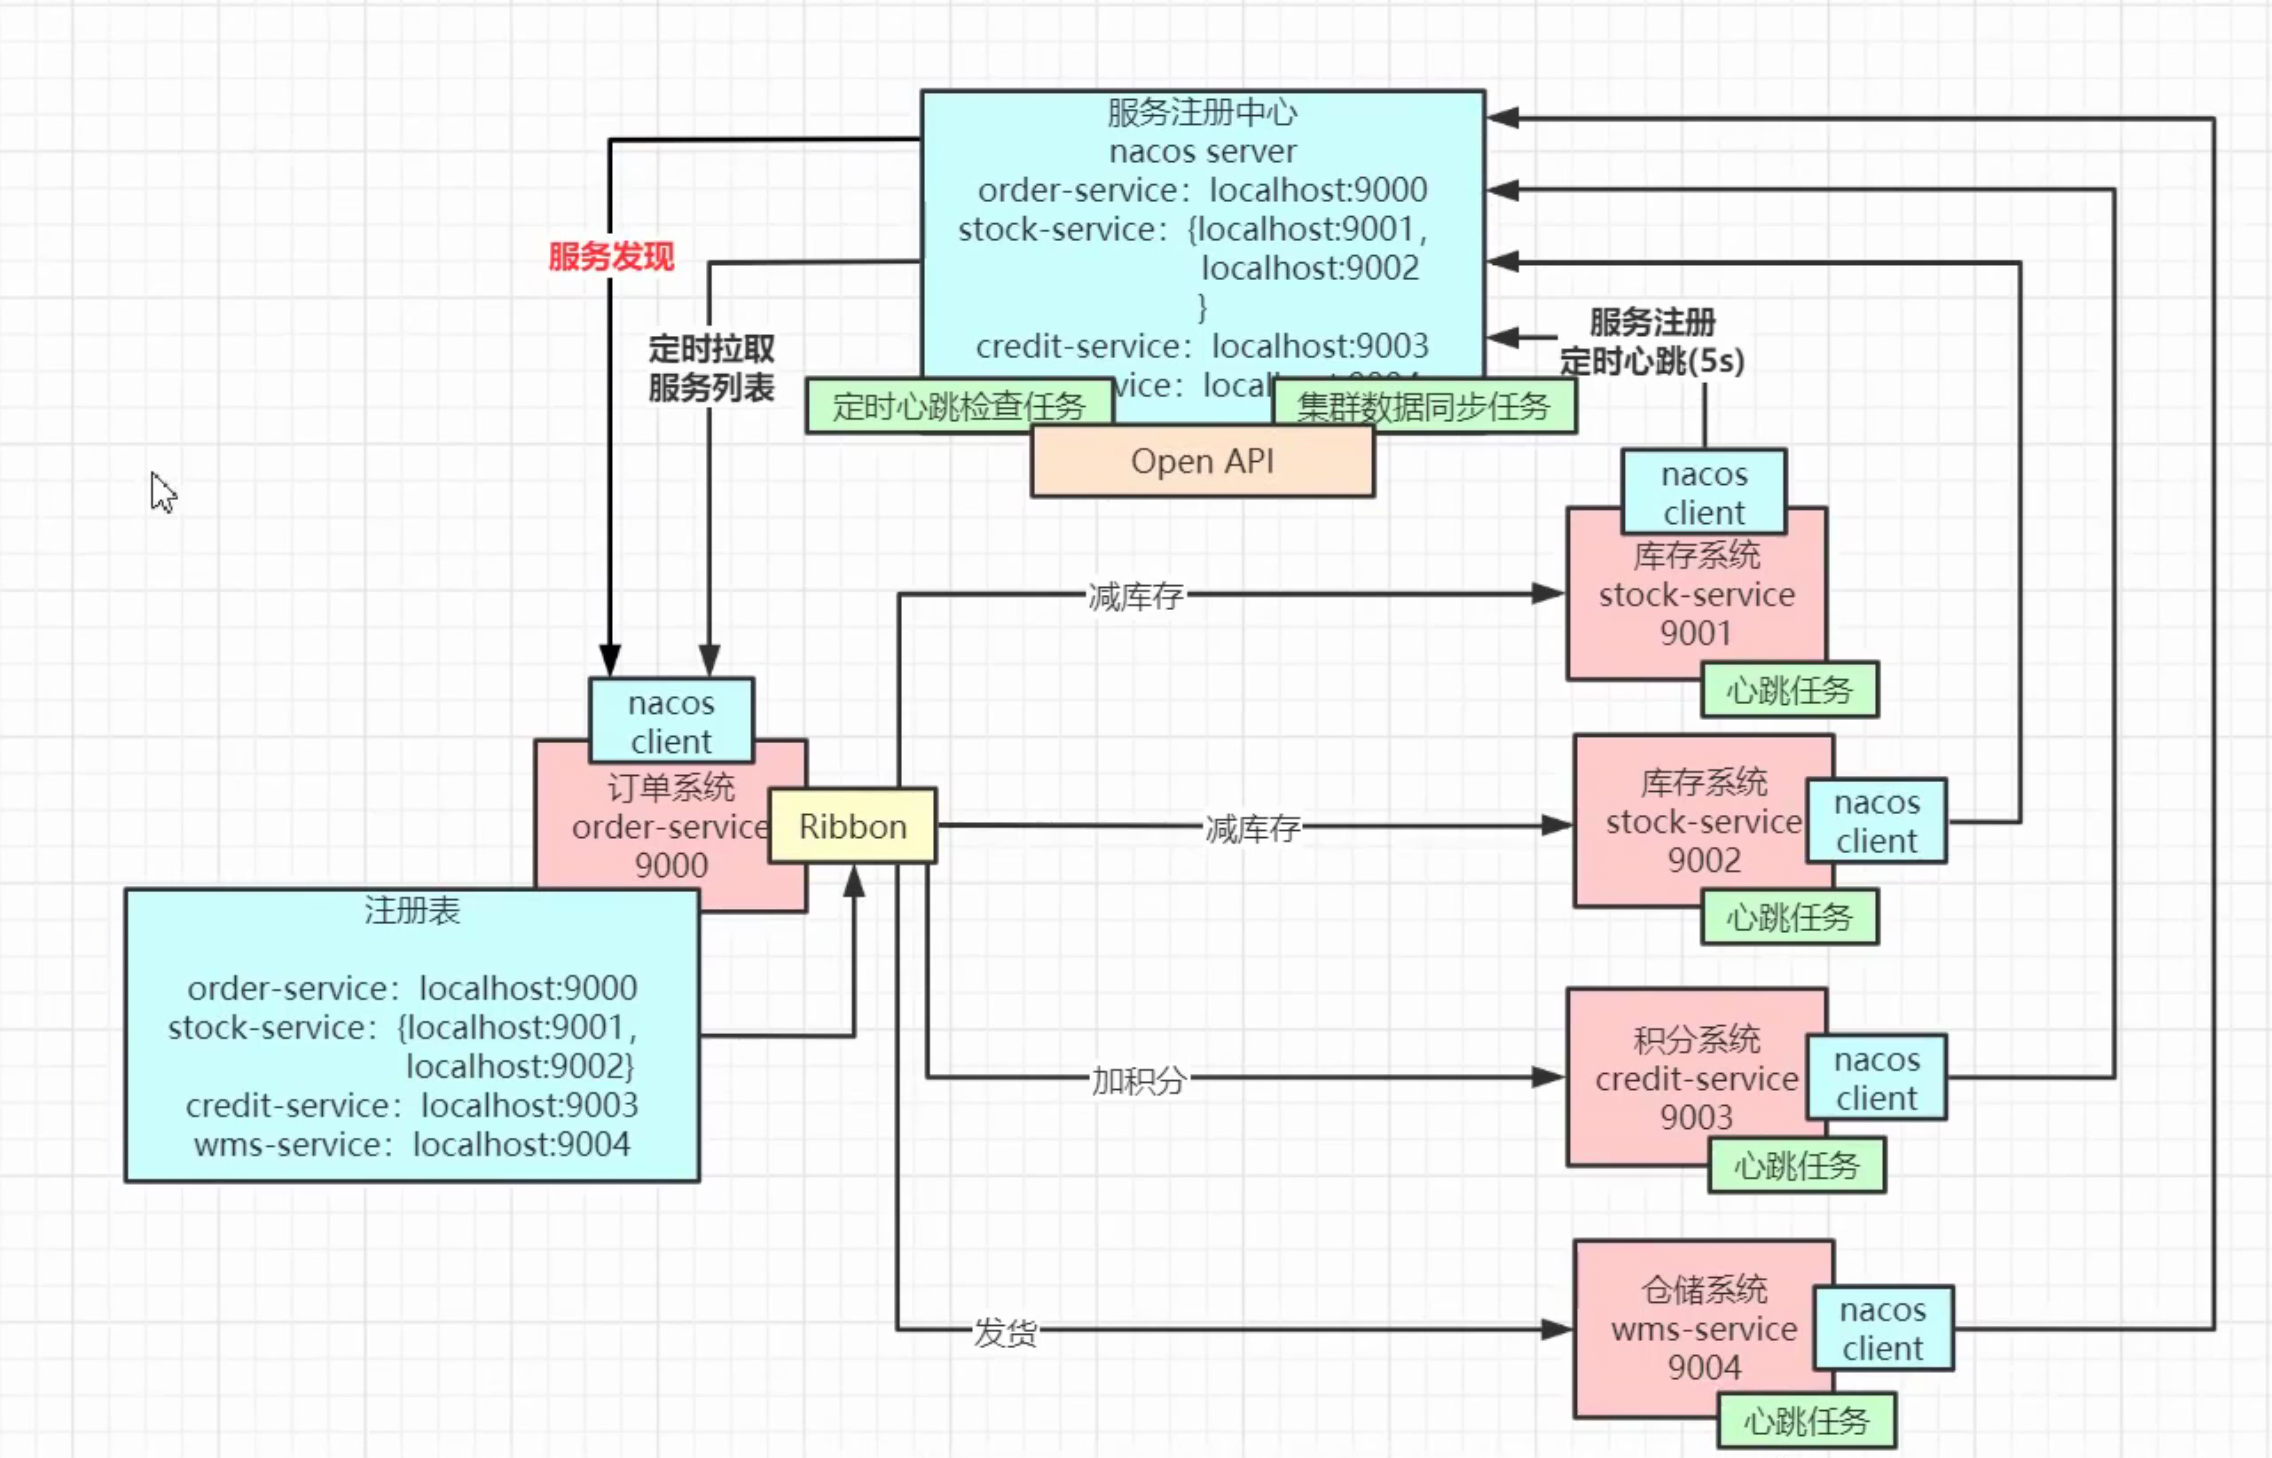 服务注册中心
nacos server
order-service：localhost:9000
stock-service：{localhost:9001,
localhost:9002
}
credit-service：localhost:9003
vice：local
定时心跳检查任务
集群数据同步任务
Open API
服务发现
定时拉取
服务列表
服务注册
定时心跳(5s)
nacos
client
库存系统
stock-service
9001
心跳任务
减库存
nacos
client
订单系统
order-service
9000
Ribbon
减库存
库存系统
stock-service
9002
nacos
client
心跳任务
注册表
order-service：localhost:9000
stock-service：{localhost:9001,
localhost:9002}
credit-service：localhost:9003
wms-service：localhost:9004
加积分
积分系统
credit-service
9003
nacos
client
心跳任务
发货
仓储系统
wms-service
9004
nacos
client
心跳任务